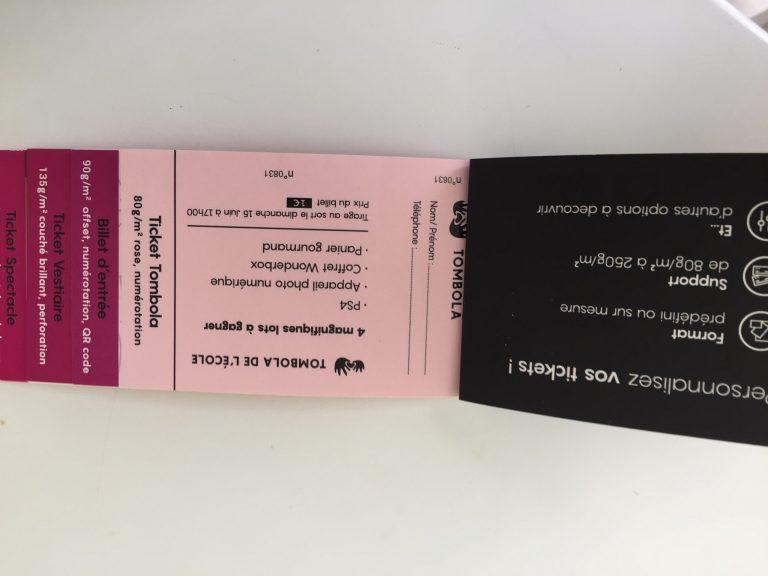 Personnalisez vos tickets !
Format
prédéfini ou sur mesure
Support
de 80g/m² à 250g/m²
Et...
d'autres options à découvrir
TOMBOLA
Nom/ Prénom :
Téléphone :
n°0831
TOMBOLA DE L'ÉCOLE
4 magnifiques lots à gagner
· PS4
· Appareil photo numérique
· Coffret Wonderbox
· Panier gourmand
Tirage au sort le dimanche 16 Juin à 17h00
Prix du billet 1€
n°0831
Ticket Tombola
80g/m² rose, numérotation
Billet d'entrée
90g/m² offset, numérotation, QR code
Ticket Vestiaire
135g/m² couché brillant, perforation
Ticket Spectacle